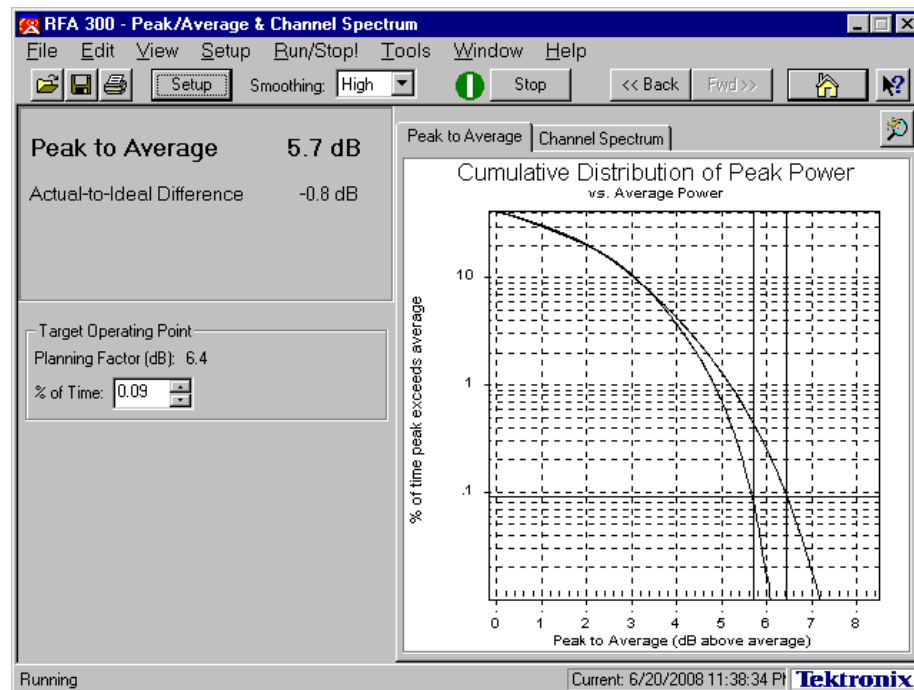 RFA 300 - Peak/Average & Channel Spectrum
File Edit View Setup Run/Stop! Tools Window Help
Setup Smoothing: High Stop << Back Fwd >>
Peak to Average 5.7 dB
Actual-to-Ideal Difference -0.8 dB
Target Operating Point
Planning Factor (dB): 6.4
% of Time: 0.09
Peak to Average Channel Spectrum
Cumulative Distribution of Peak Power
vs. Average Power
% of time peak exceeds average
10
1
.1
0 1 2 3 4 5 6 7 8
Peak to Average (dB above average)
Running Current: 6/20/2008 11:38:34 Tektronix